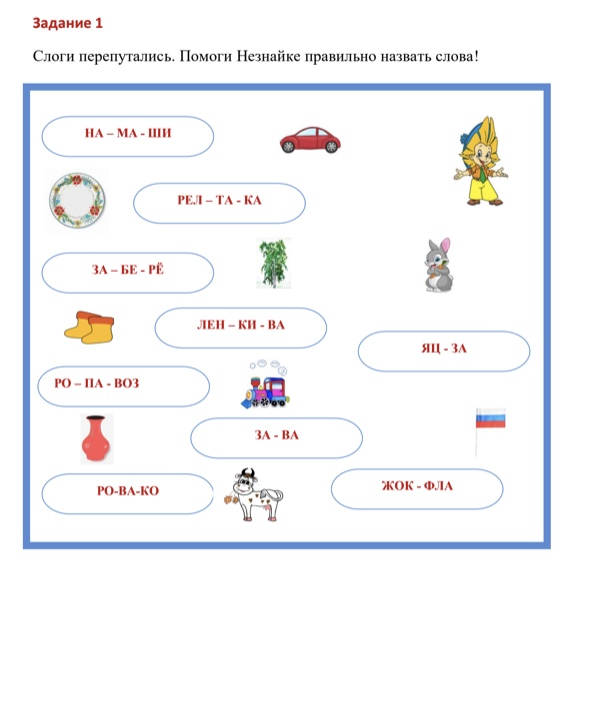 Задание 1
Слоги перепутались. Помоги Незнайке правильно назвать слова!
НА – МА - ШИ
РЕЛ – ТА - КА
ЗА – БЕ - РЁ
ЛЕН – КИ - ВА
ЯЦ - ЗА
РО – ПА - ВОЗ
ЗА - ВА
ЖОК - ФЛА
РО-ВА-КО